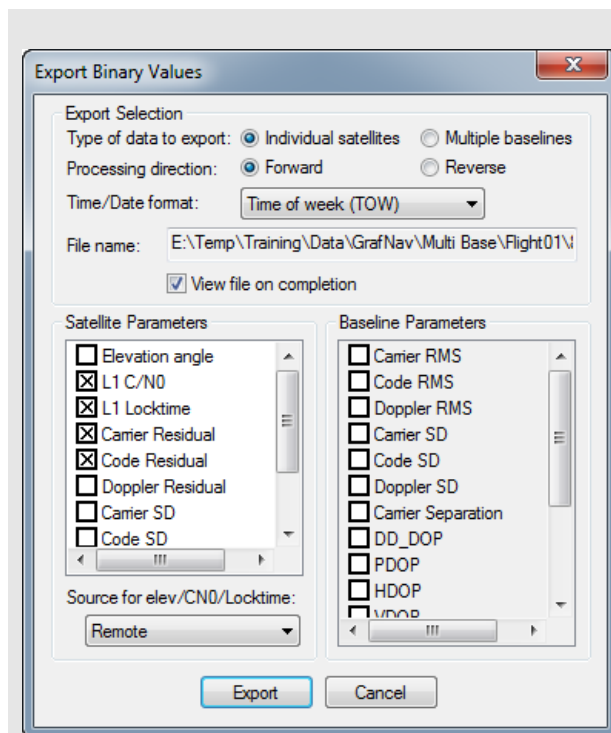 Export Binary Values
Export Selection
Type of data to export: Individual satellites Multiple baselines
Processing direction: Forward Reverse
Time/Date format: Time of week (TOW)
File name: E:\Temp\Training\Data\GrafNav\Multi Base\Flight01\
View file on completion
Satellite Parameters
Elevation angle
L1 C/N0
L1 Locktime
Carrier Residual
Code Residual
Doppler Residual
Carrier SD
Code SD
Source for elev/CN0/Locktime:
Remote
Baseline Parameters
Carrier RMS
Code RMS
Doppler RMS
Carrier SD
Code SD
Doppler SD
Carrier Separation
DD_DOP
PDOP
HDOP
VDOP
Export Cancel